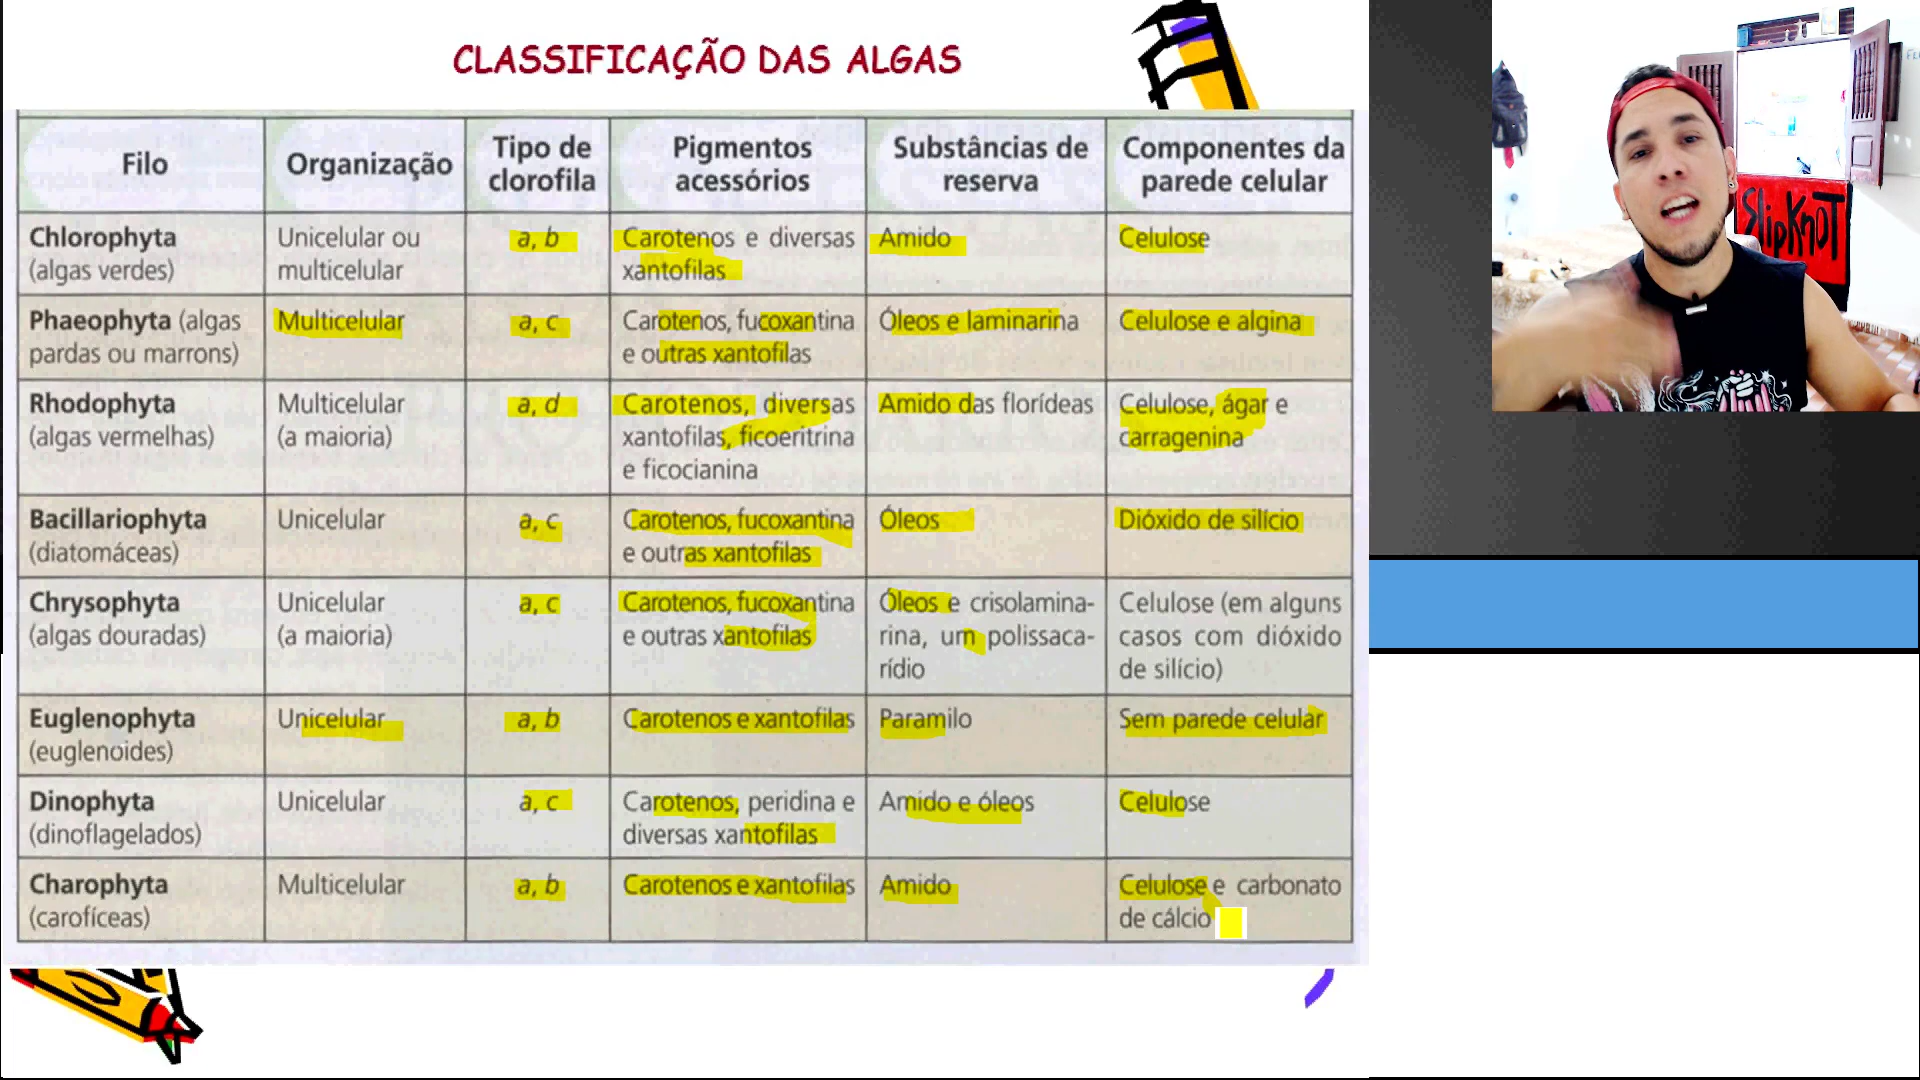 CLASSIFICAÇÃO DAS ALGAS
Filo
Organização
Tipo de
clorofila
Pigmentos
acessórios
Substâncias de
reserva
Componentes da
parede celular
Chlorophyta
(algas verdes)
Unicelular ou
multicelular
a, b
Carotenos e diversas
xantofilas
Amido
Celulose
Phaeophyta (algas
pardas ou marrons)
Multicelular
a, c
Carotenos, fucoxantina
e outras xantofilas
Óleos e laminarina
Celulose e algina
Rhodophyta
(algas vermelhas)
Multicelular
(a maioria)
a, d
Carotenos, diversas
xantofilas, ficoeritrina
e ficocianina
Amido das florídeas
Celulose, ágar e
carragenina
Bacillariophyta
(diatomáceas)
Unicelular
a, c
Carotenos, fucoxantina
e outras xantofilas
Óleos
Dióxido de silício
Chrysophyta
(algas douradas)
Unicelular
(a maioria)
a, c
Carotenos, fucoxantina
e outras xantofilas
Óleos e crisolamina-
rina, um polissaca-
rídio
Celulose (em alguns
casos com dióxido
de silício)
Euglenophyta
(euglenoides)
Unicelular
a, b
Carotenos e xantofilas
Paramilo
Sem parede celular
Dinophyta
(dinoflagelados)
Unicelular
a, c
Carotenos, peridina e
diversas xantofilas
Amido e óleos
Celulose
Charophyta
(carofíceas)
Multicelular
a, b
Carotenos e xantofilas
Amido
Celulose e carbonato
de cálcio
SlipKnoT